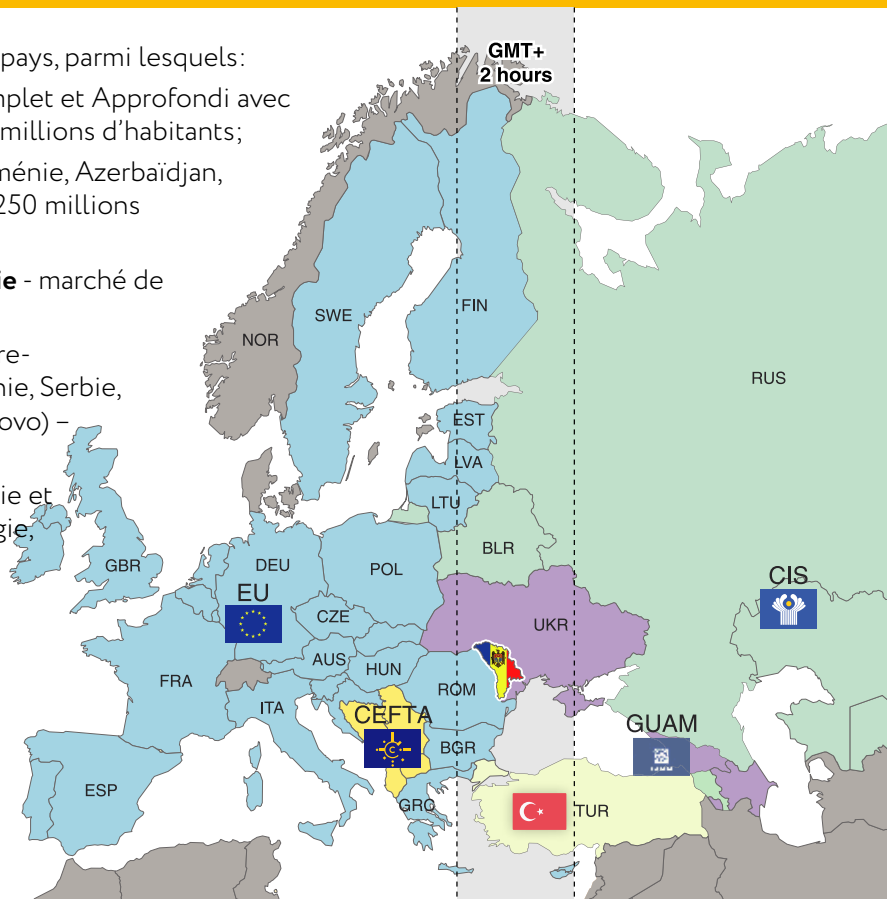 pays, parmi lesquels:
mplet et Approfondi avec
millions d’habitants;
ménie, Azerbaïdjan,
250 millions
ie - marché de
re-
nie, Serbie,
ovo) –
ie et
gie,
GMT+
2 hours
NOR
SWE
FIN
RUS
EST
LVA
LTU
BLR
GBR
DEU
POL
EU
CZE
UKR
CIS
AUS
HUN
FRA
ROM
ITA
CEFTA
GUAM
BGR
ESP
GRC
TUR